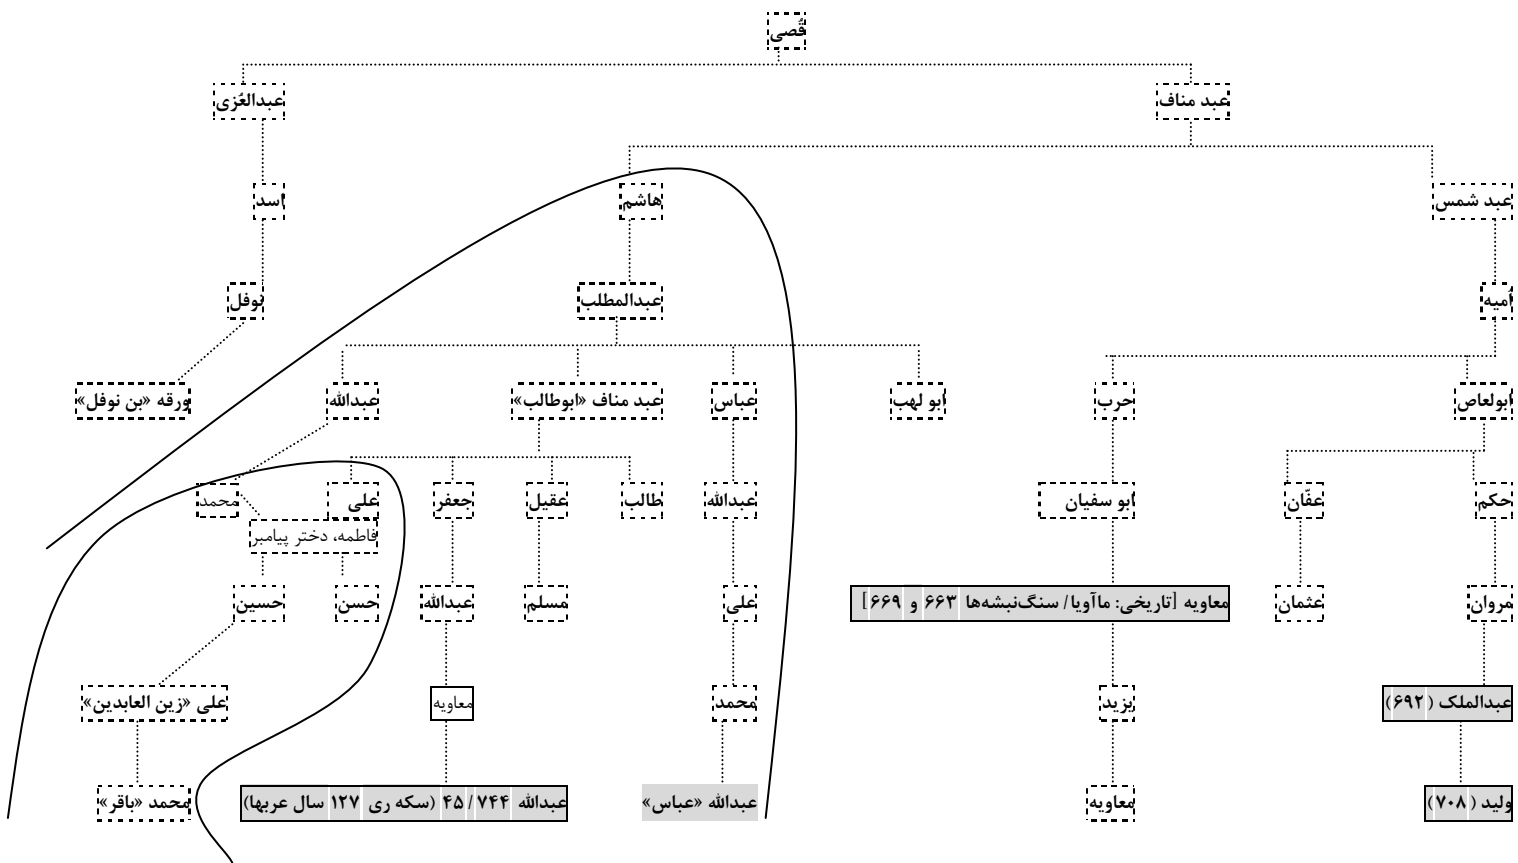 قُصی
عبد مناف
عبدالعُزی
عبد شمس
هاشم
اسد
اُمیه
عبدالمطلب
نوفل
ابولعاص
حرب
ابو لهب
عباس
عبد مناف «ابوطالب»
عبدالله
ورقه «بن نوفل»
حکم
عفّان
ابو سفیان
عبدالله
طالب
عقیل
جعفر
علی
محمد
فاطمه، دختر پیامبر
مروان
عثمان
معاویه [تاریخی: ماآویا/ سنگ‌نبشه‌ها ۶۶۳ و ۶۶۹]
علی
مسلم
عبدالله
حسن
حسین
عبدالملک (۶۹۲)
یزید
محمد
معاویه
علی «زین العابدین»
ولید (۷۰۸)
معاویه
عبدالله «عباس»
عبدالله ۷۴۴/ ۴۵ (سکه ری ۱۲۷ سال عربها)
محمد «باقر»